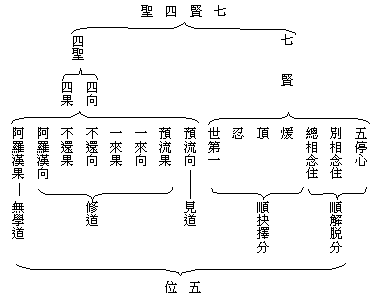 七賢四聖
七賢
五停心
別相念住
總相念住
順解脫分
煖
頂
忍
世第一
順抉擇分
四聖
四向
四果
預流向
見道
預流果
一來向
一來果
不還向
不還果
阿羅漢向
修道
阿羅漢果
無學道
五位